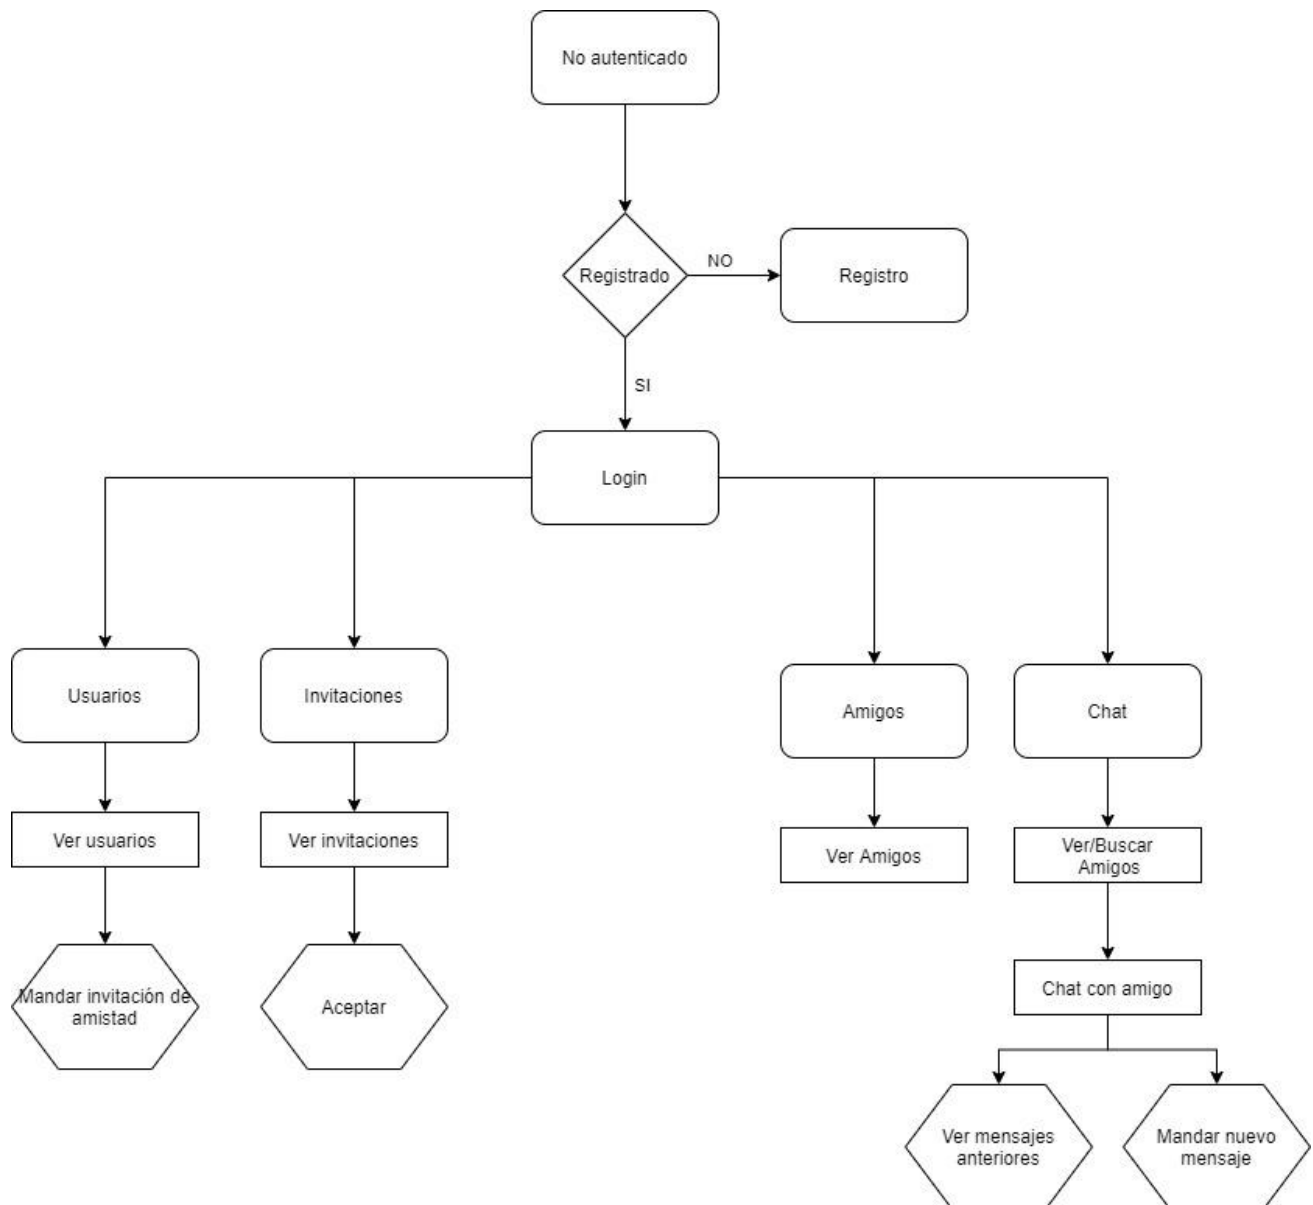 No autenticado
Registrado
NO
Registro
SI
Login
Usuarios
Invitaciones
Amigos
Chat
Ver usuarios
Ver invitaciones
Ver Amigos
Ver/Buscar
Amigos
Mandar invitación de
amistad
Aceptar
Chat con amigo
Ver mensajes
anteriores
Mandar nuevo
mensaje